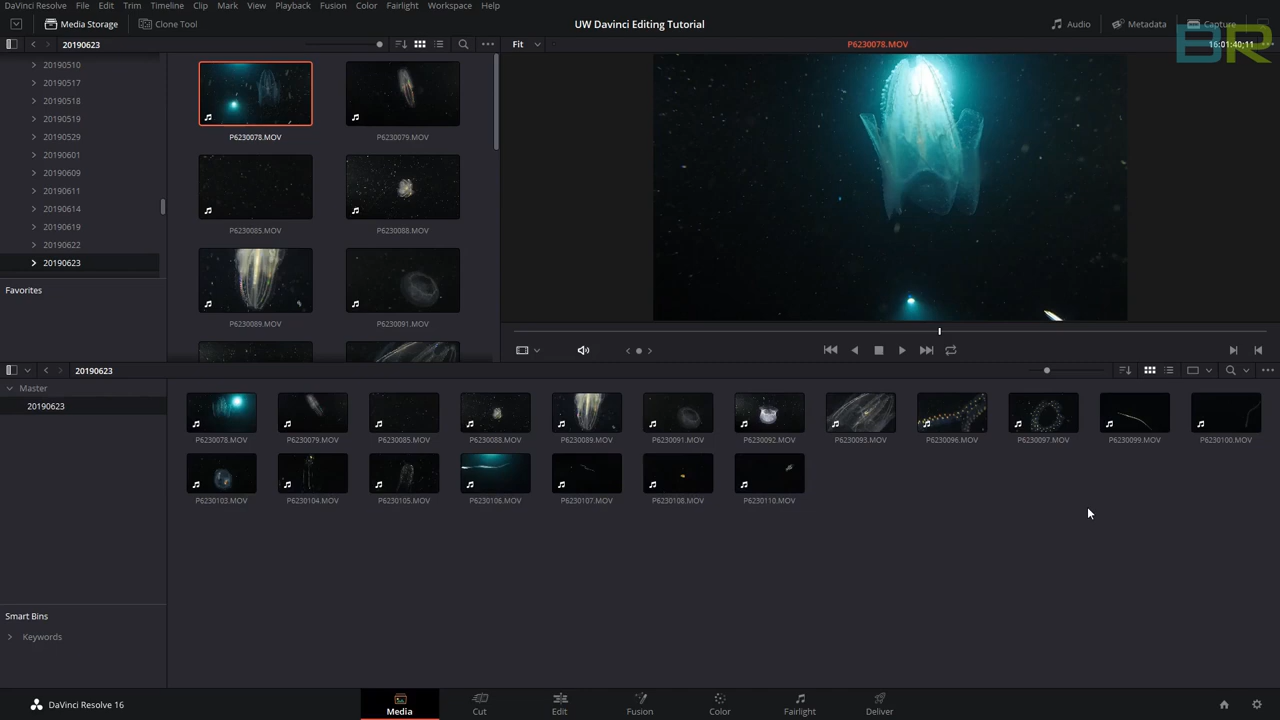 DaVinci Resolve File Edit Trim Timeline Clip Mark View Playback Fusion Color Fairlight Workspace Help
Media Storage Clone Tool UW Davinci Editing Tutorial Audio Metadata Capture
BR
20190623 Fit P6230078.MOV 16:01:40;11
20190510
20190517
20190518
20190519
20190529
20190601
20190609
20190611
20190614
20190619
20190622
20190623
Favorites
P6230078.MOV P6230079.MOV
P6230085.MOV P6230088.MOV
P6230089.MOV P6230091.MOV
20190623
Master
20190623
P6230078.MOV P6230079.MOV P6230085.MOV P6230088.MOV P6230089.MOV P6230091.MOV P6230092.MOV P6230093.MOV P6230096.MOV P6230097.MOV P6230099.MOV P6230100.MOV
P6230103.MOV P6230104.MOV P6230105.MOV P6230106.MOV P6230107.MOV P6230108.MOV P6230110.MOV
Smart Bins
Keywords
DaVinci Resolve 16 Media Cut Edit Fusion Color Fairlight Deliver